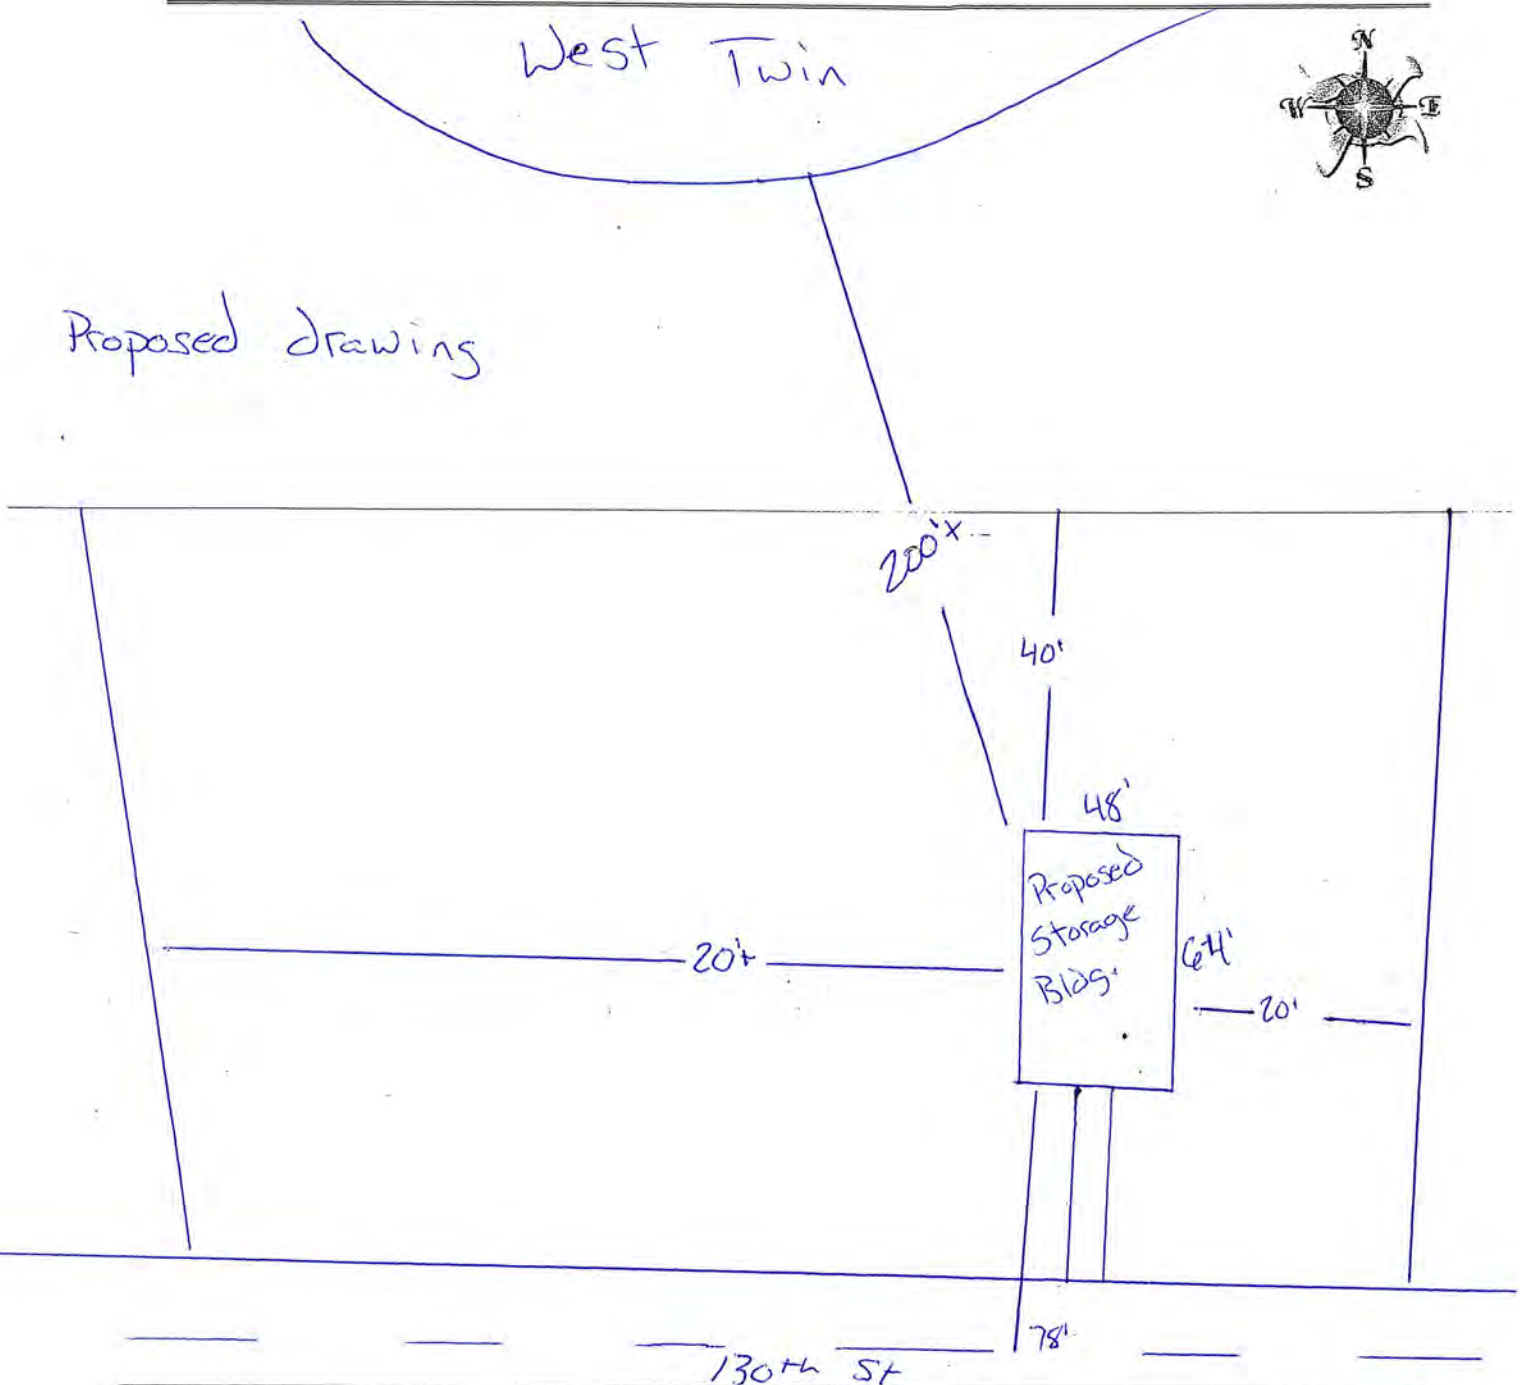 West Twin
N
W E
S
Proposed drawing
200'+
40'
48'
Proposed
Storage
Bldg.
64'
20'+
20'
78'
130th St